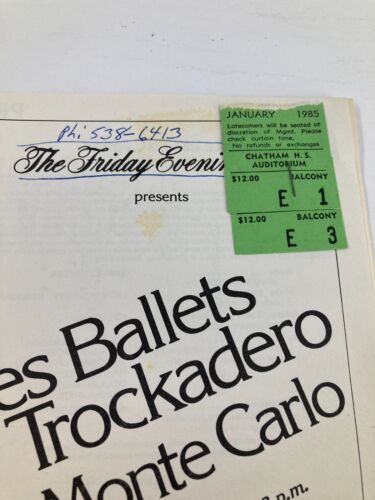 Ph: 538-6413
The Friday Evenin
presents
JANUARY 1985
Latecomers will be seated at
discretion of Mgmt. Please
check curtain time.
No refunds or exchanges
CHATHAM H. S.
AUDITORIUM
$12.00 BALCONY
E 1
$12.00 BALCONY
E 3
es Ballets
Trockadero
Monte Carlo
p.m.